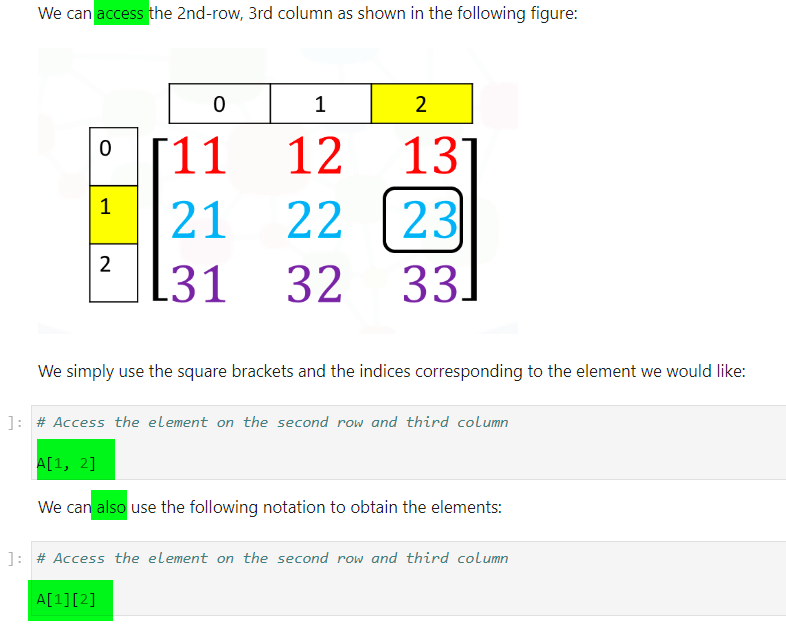 We can access the 2nd-row, 3rd column as shown in the following figure:
0 1 2
0 11 12 13
1 21 22 23
2 31 32 33
We simply use the square brackets and the indices corresponding to the element we would like:
]: # Access the element on the second row and third column
A[1, 2]
We can also use the following notation to obtain the elements:
]: # Access the element on the second row and third column
A[1][2]